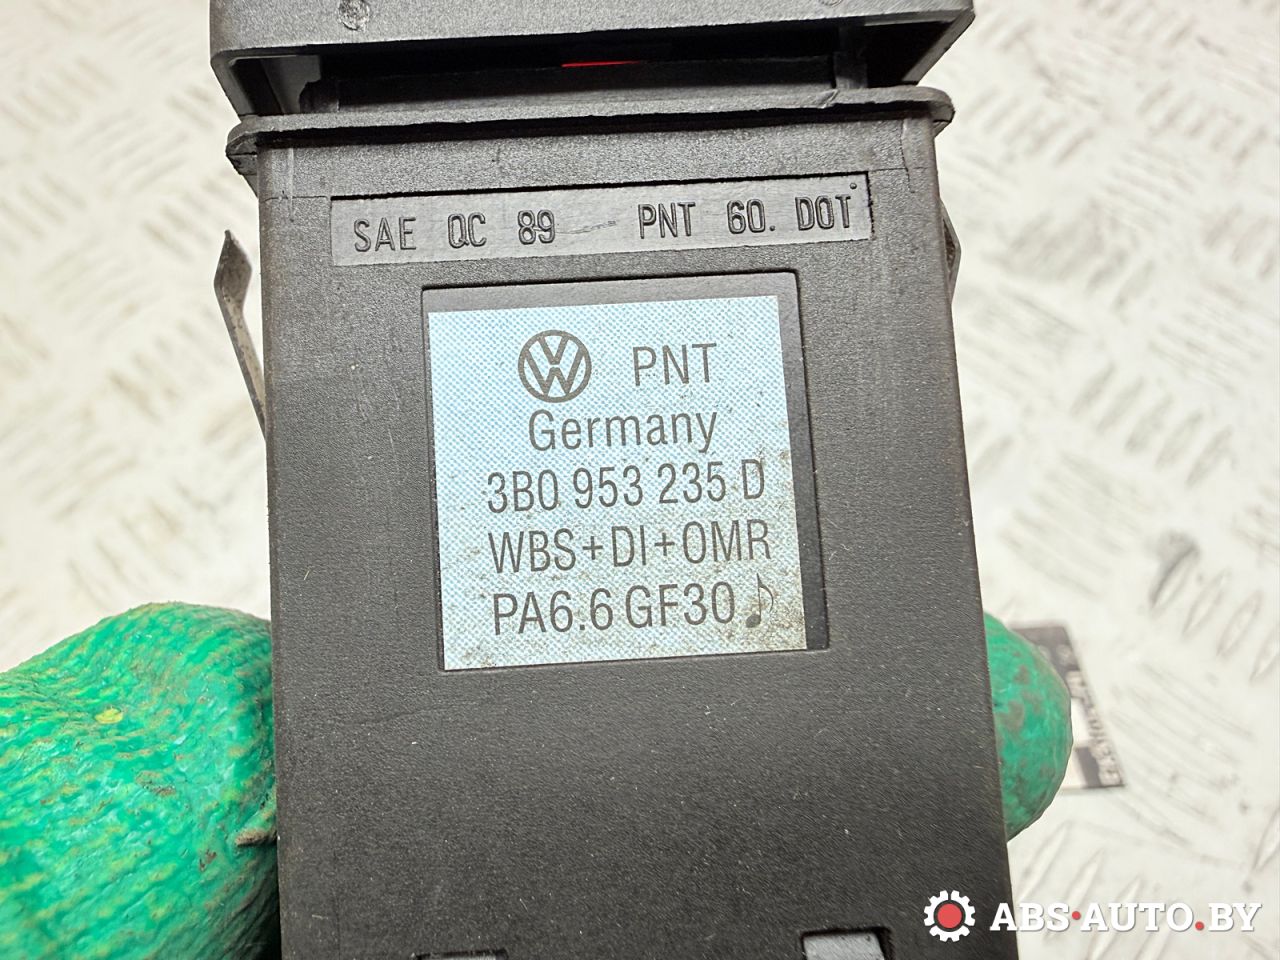 SAE QC 89 - PNT 60. DOT
PNT
Germany
3B0 953 235 D
WBS+DI+OMR
PA6.6 GF30
ABS·AUTO.BY